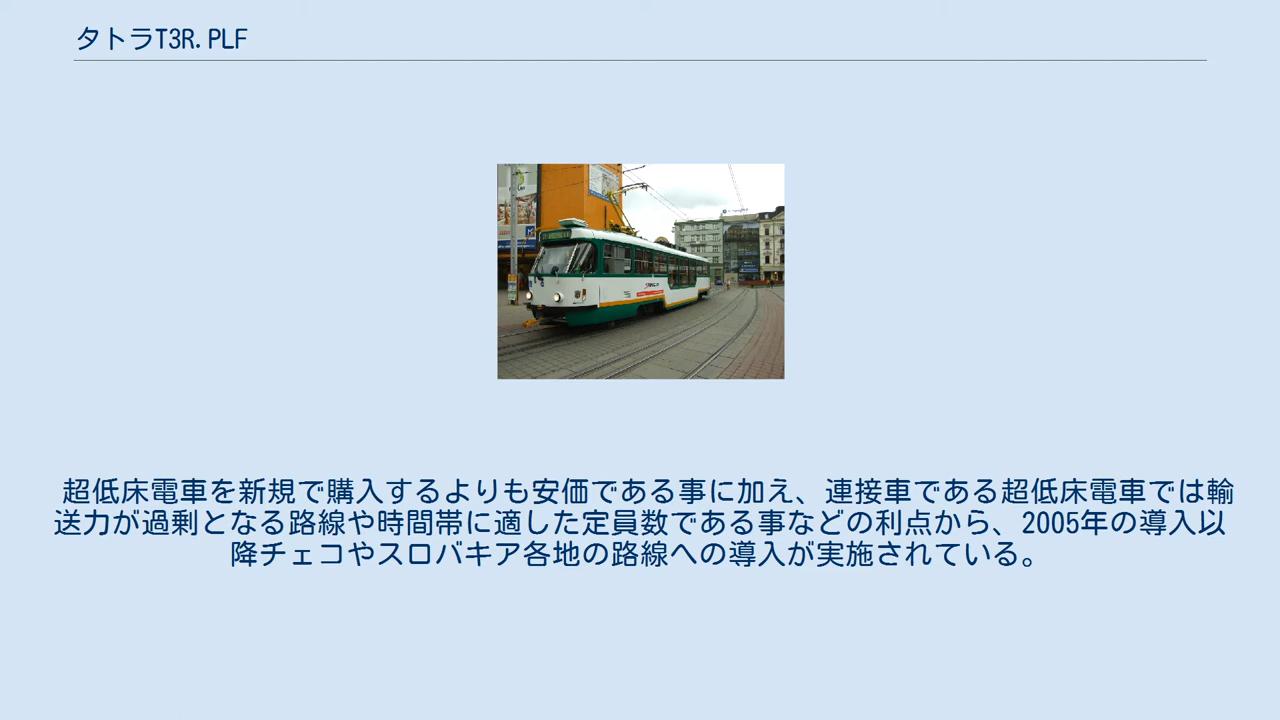 タトラT3R.PLF
超低床電車を新規で購入するよりも安価である事に加え、連接車である超低床電車では輸
送力が過剰となる路線や時間帯に適した定員数である事などの利点から、2005年の導入以
降チェコやスロバキア各地の路線への導入が実施されている。